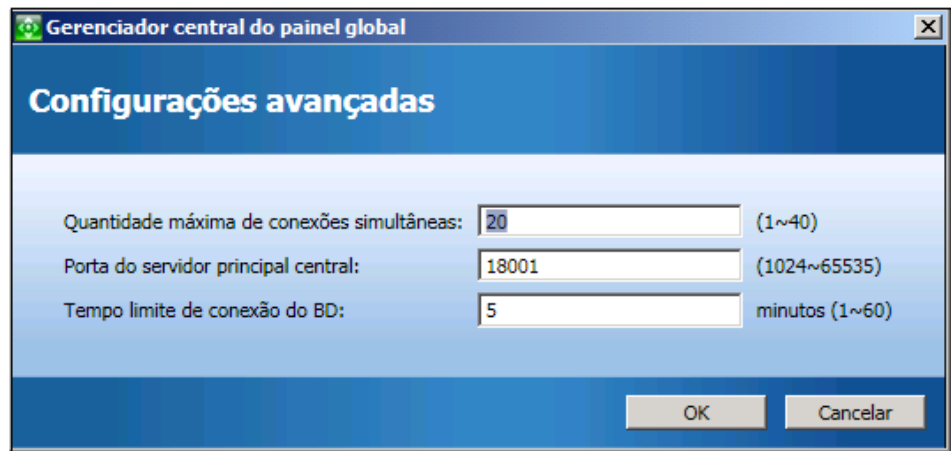 Gerenciador central do painel global
Configurações avançadas
Quantidade máxima de conexões simultâneas: 20 (1~40)
Porta do servidor principal central: 18001 (1024~65535)
Tempo limite de conexão do BD: 5 minutos (1~60)
OK Cancelar